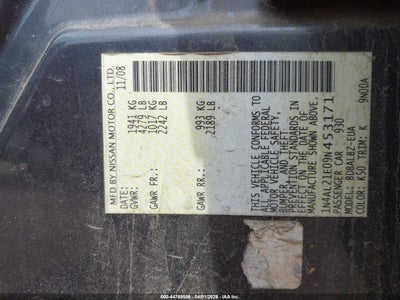 MFD BY NISSAN MOTOR CO., LTD.
DATE: 11/08
GVWR: 1941 KG
4279 LB
GAWR FR: 1017 KG
2242 LB
GAWR RR: 993 KG
2189 LB
THIS VEHICLE CONFORMS TO
ALL APPLICABLE FEDERAL
MOTOR VEHICLE SAFETY,
BUMPER, AND THEFT
PREVENTION STANDARDS IN
EFFECT ON THE DATE OF
MANUFACTURE SHOWN ABOVE.
1N4AL21E09N453171
PASSENGER CAR 930
MODEL:
COLOR: K50 TRIM: K
9N00A
000-44769586 - 04/01/2026 - IAA, Inc.